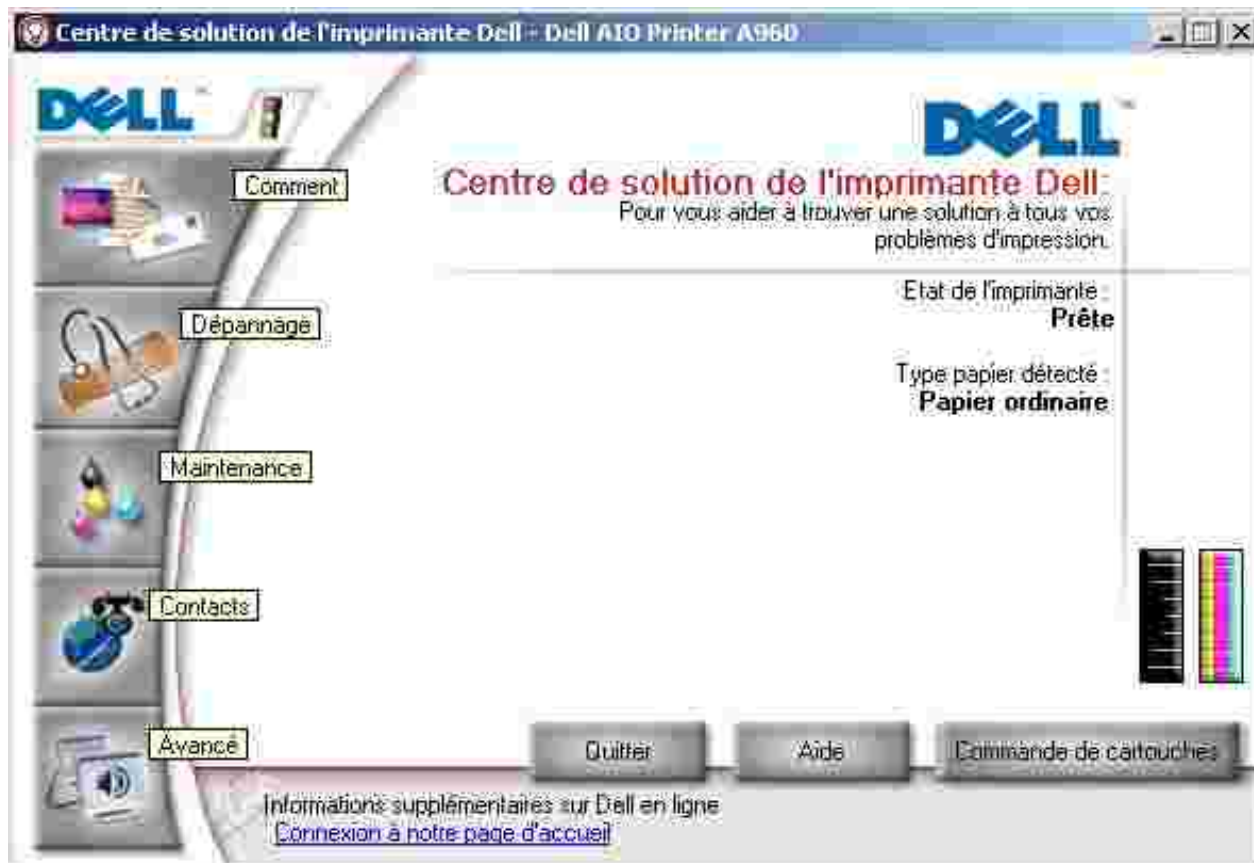 Centre de solution de l'imprimante Dell - Dell AIO Printer A960
DELL
DELL
Comment
Centre de solution de l'imprimante Dell:
Pour vous aider à trouver une solution à tous vos
problèmes d'impression.
Dépannage
Etat de l'imprimante :
Prête
Type papier détecté :
Papier ordinaire
Maintenance
Contacts
Avancé
Quitter
Aide
Commande de cartouches
Informations supplémentaires sur Dell en ligne
Connexion à notre page d'accueil